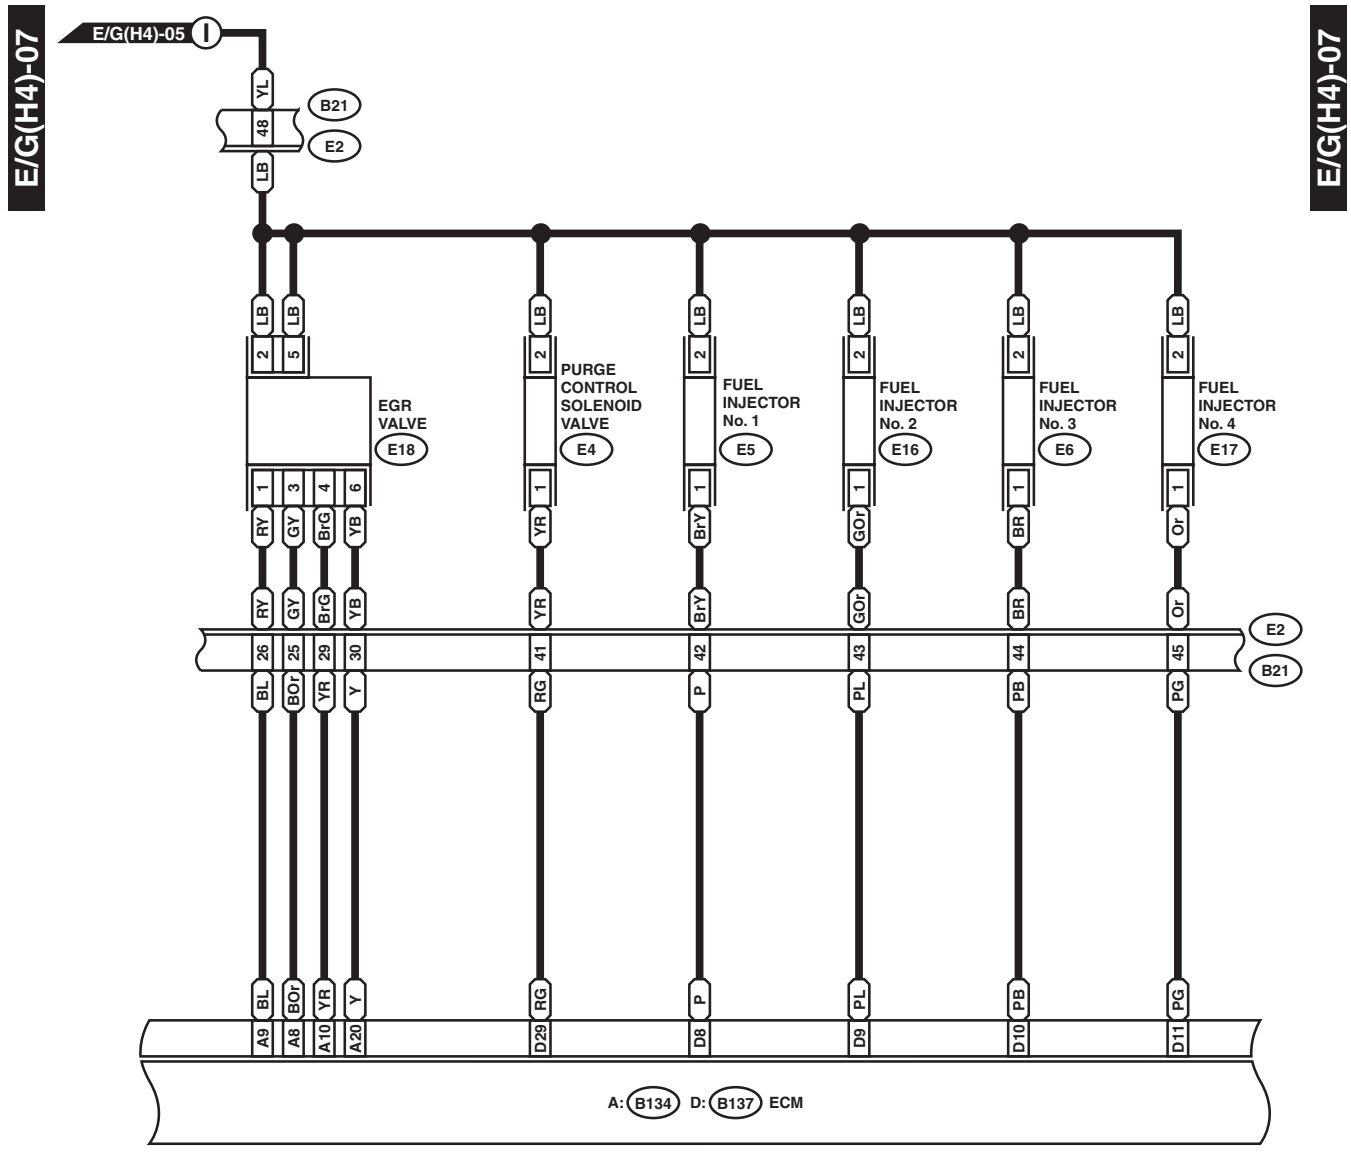 E/G(H4)-07
E/G(H4)-07
E/G(H4)-05 I
YL
48
B21
E2
LB
LB LB LB LB LB LB LB
2 5 2 2 2 2 2
EGR
VALVE
E18
PURGE
CONTROL
SOLENOID
VALVE
E4
FUEL
INJECTOR
No. 1
E5
FUEL
INJECTOR
No. 2
E16
FUEL
INJECTOR
No. 3
E6
FUEL
INJECTOR
No. 4
E17
1 3 4 6 1 1 1 1 1
RY GY BrG YB YR BrY GOr BR Or
RY GY BrG YB YR BrY GOr BR Or
E2
26 25 29 30 41 42 43 44 45
B21
BL BOr YR Y RG P PL PB PG
BL BOr YR Y RG P PL PB PG
A9 A8 A10 A20 D29 D8 D9 D10 D11
A: B134 D: B137 ECM